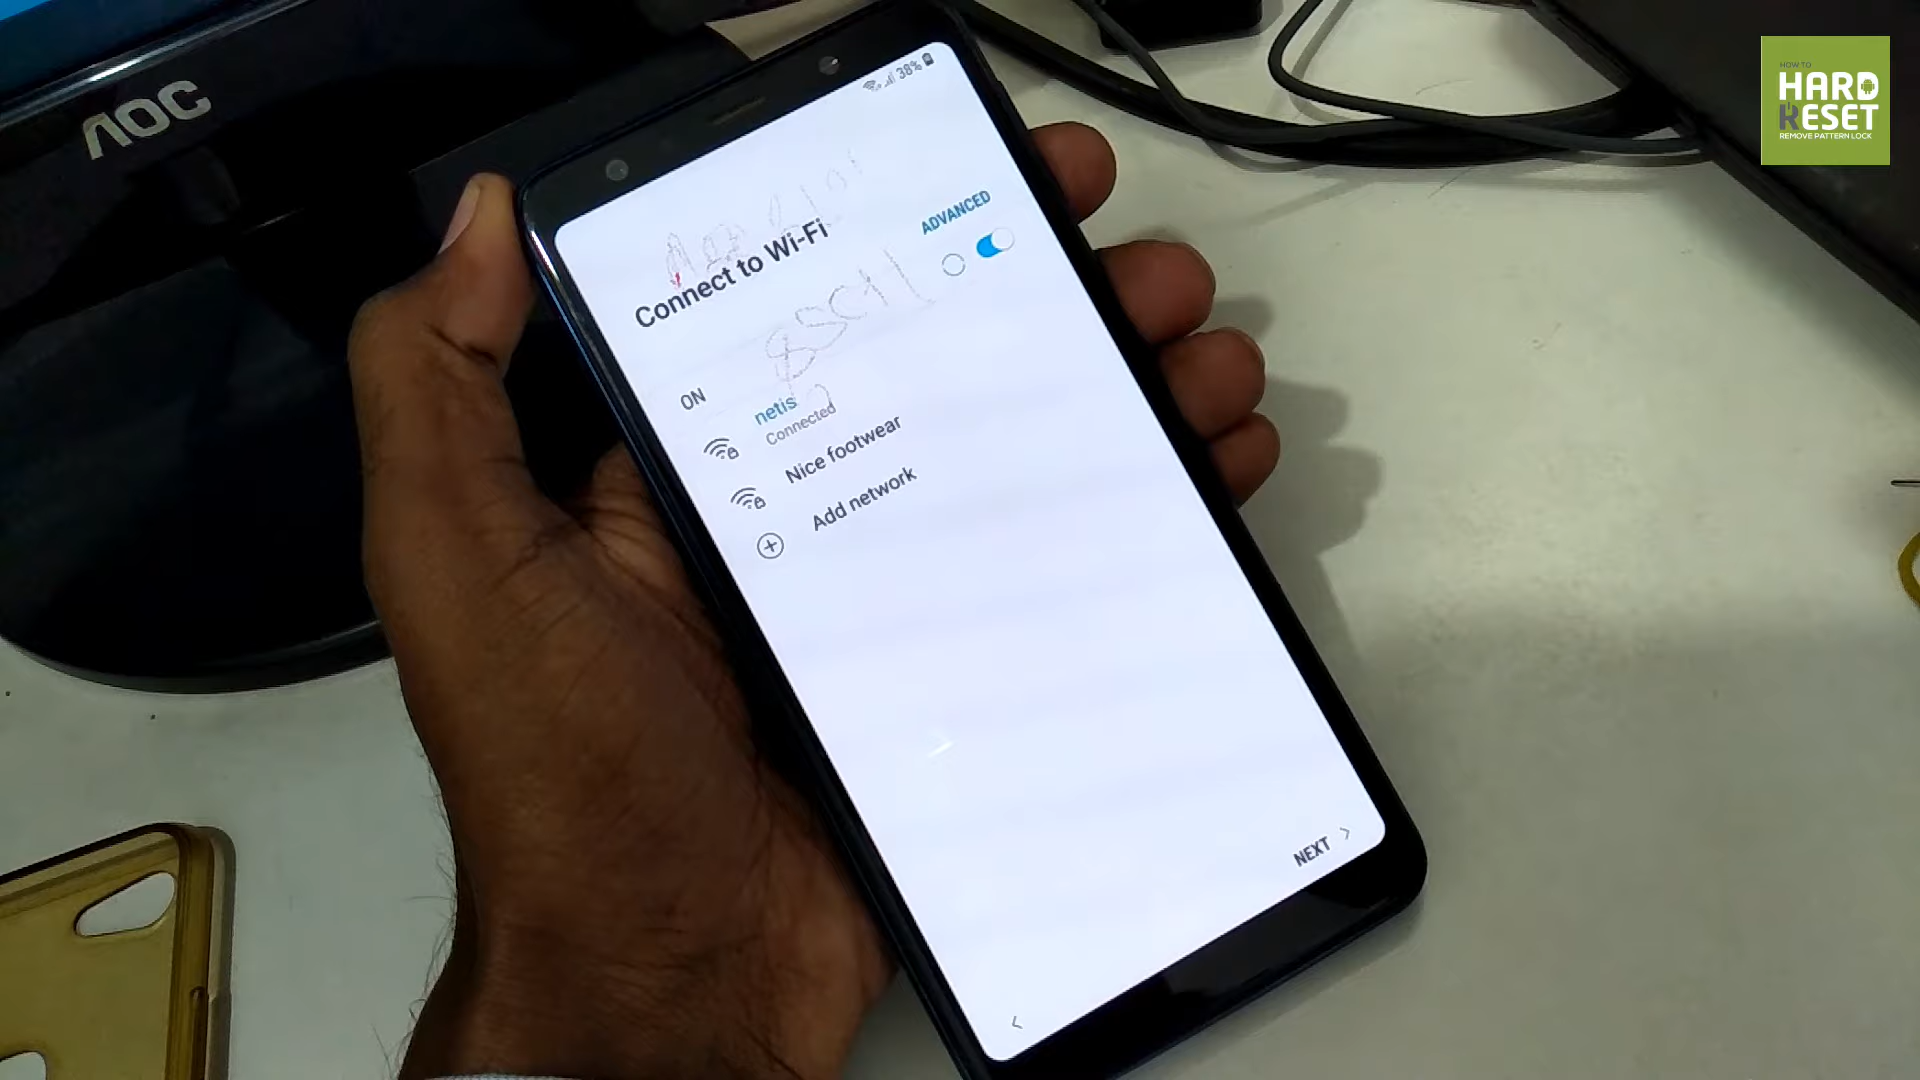 AOC
38%
ADVANCED
Connect to Wi-Fi
ON
netis
Connected
Nice footwear
Add network
NEXT
HOW TO
HARD
RESET
REMOVE PATTERN LOCK